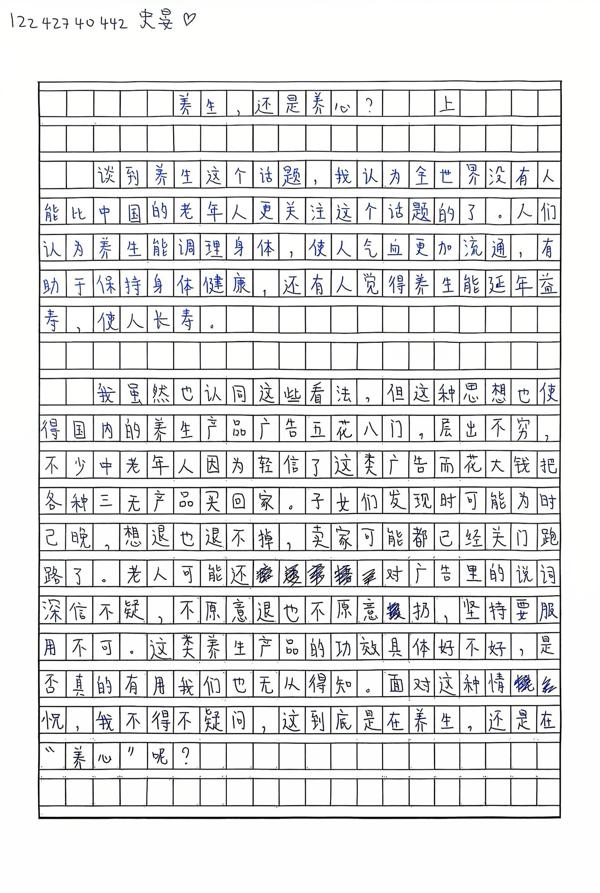 12242740442 史晏♡
养生,还是养心? 上
谈到养生这个话题,我认为全世界没有人
能比中国的老年人更关注这个话题的了。人们
认为养生能调理身体,使人气血更加流通,有
助于保持身体健康,还有人觉得养生能延年益
寿,使人长寿。
我虽然也认同这些看法,但这种思想也使
得国内的养生产品广告五花八门,层出不穷,
不少中老年人因为轻信了这类广告而花大钱把
各种三无产品买回家。子女们发现时可能为时
已晚,想退也退不掉,卖家可能都已经关门跑
路了。老人可能还对广告里的说词
深信不疑,不原意退也不原意扔,坚持要服
用不可。这类养生产品的功效具体好不好,是
否真的有用我们也无从得知。面对这种情
况,我不得不疑问,这到底是在养生,还是在
“养心”呢?